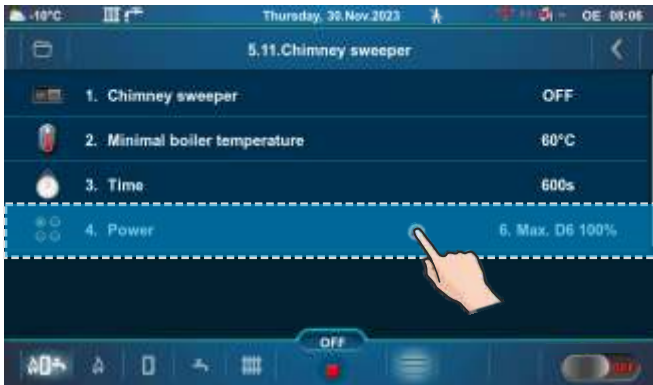 -10°C Thursday, 30.Nov.2023 OE 08:06
5.11.Chimney sweeper
1. Chimney sweeper OFF
2. Minimal boiler temperature 60°C
3. Time 600s
4. Power 6. Max. D6 100%
OFF
OFF